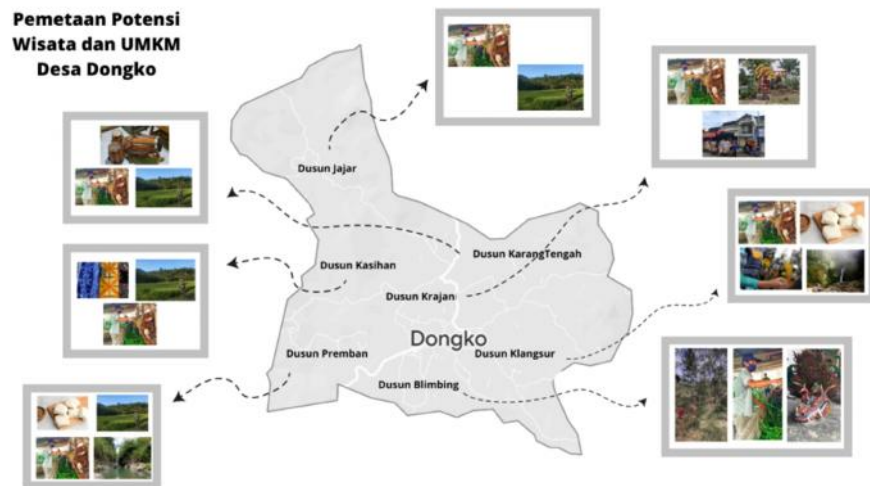 Pemetaan Potensi
Wisata dan UMKM
Desa Dongko
Dusun Jajar
Dusun KarangTengah
Dusun Kasihan
Dusun Krajan
Dongko
Dusun Premban
Dusun Klangsur
Dusun Blimbing